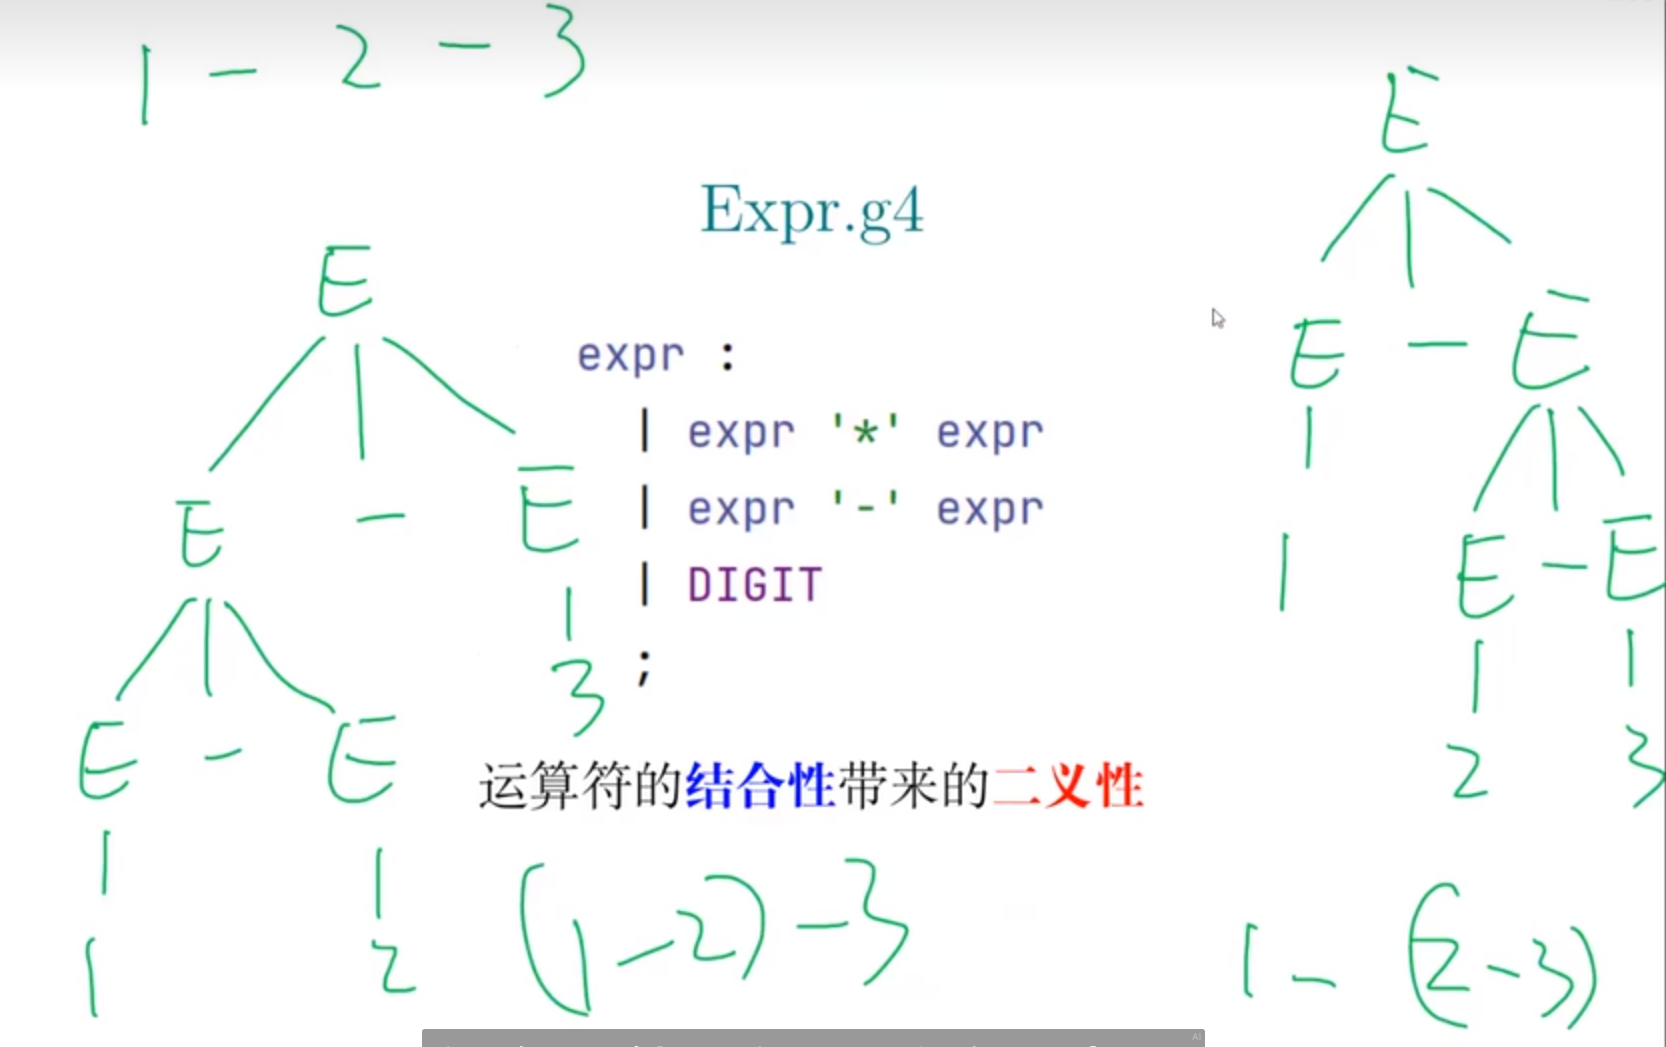 1 - 2 - 3
Expr.g4
expr :
| expr '*' expr
| expr '-' expr
| DIGIT
;
运算符的结合性带来的二义性
E
E - E
3
E - E
1 2
(1-2)-3
E
E - E
1 E - E
2 3
1-(2-3)
AI